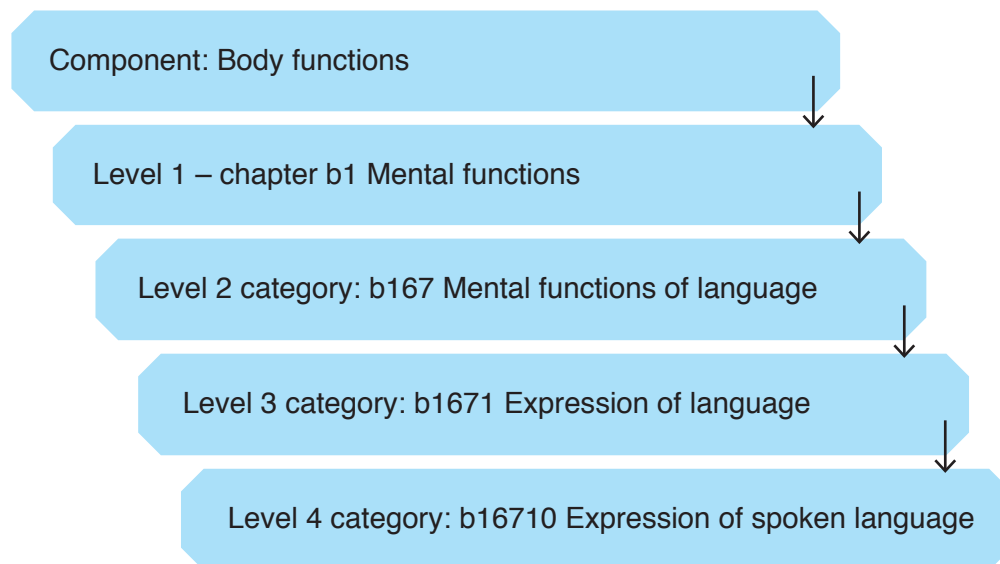 Component: Body functions
Level 1 – chapter b1 Mental functions
Level 2 category: b167 Mental functions of language
Level 3 category: b1671 Expression of language
Level 4 category: b16710 Expression of spoken language